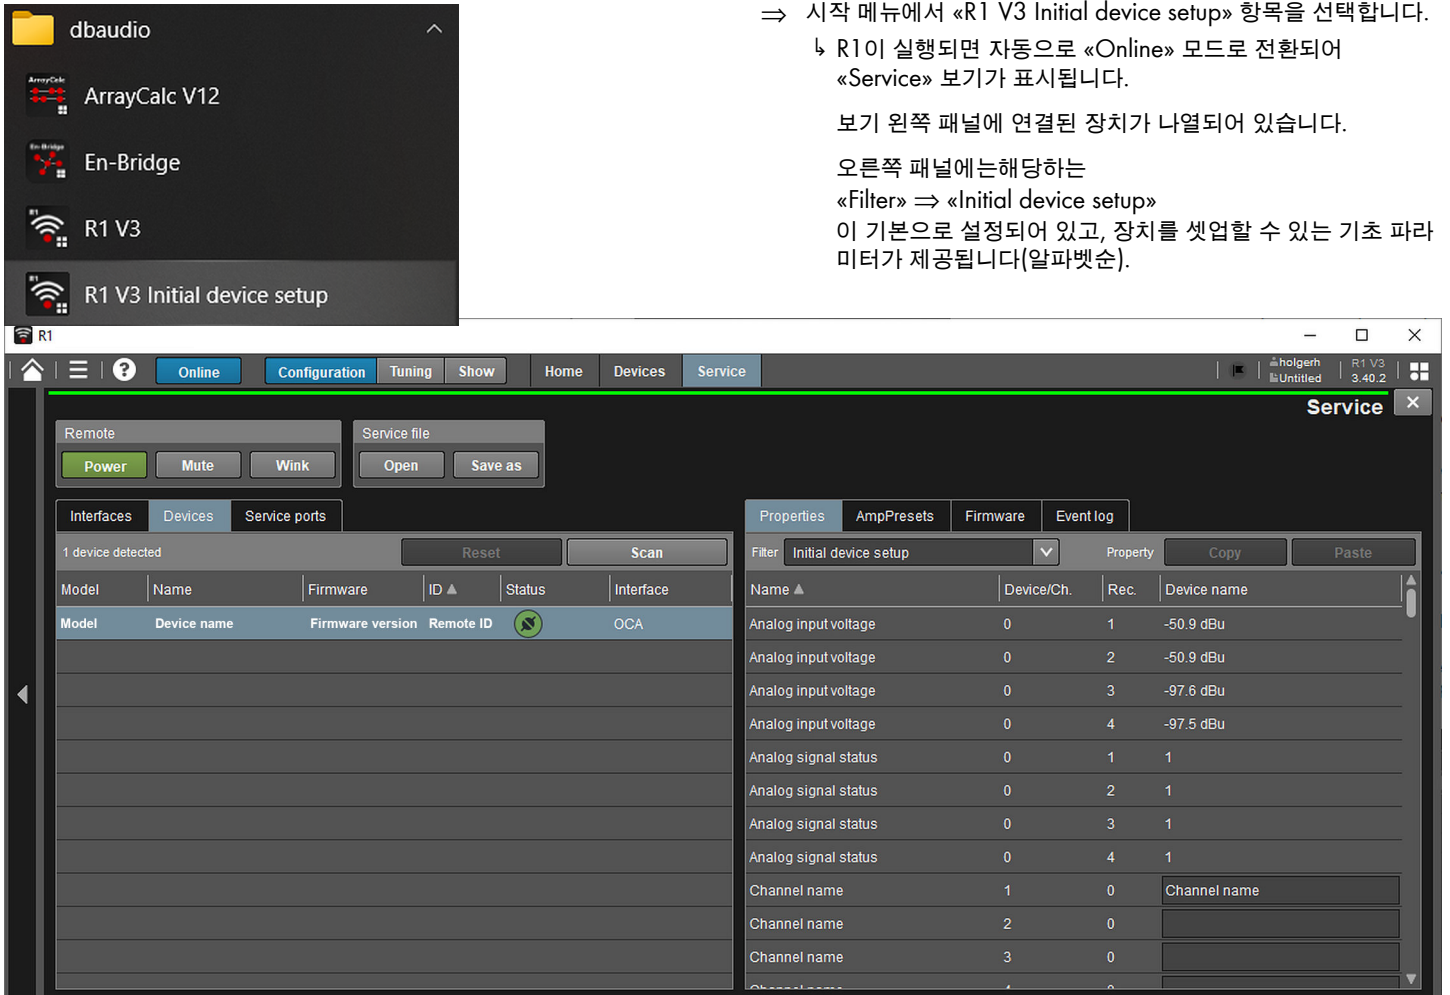 dbaudio
ArrayCalc
ArrayCalc V12
En-Bridge
En-Bridge
R1
R1 V3
R1
R1 V3 Initial device setup
⇒ 시작 메뉴에서 «R1 V3 Initial device setup» 항목을 선택합니다.
↳ R1이 실행되면 자동으로 «Online» 모드로 전환되어
«Service» 보기가 표시됩니다.
보기 왼쪽 패널에 연결된 장치가 나열되어 있습니다.
오른쪽 패널에는해당하는
«Filter» ⇒ «Initial device setup»
이 기본으로 설정되어 있고, 장치를 셋업할 수 있는 기초 파라
미터가 제공됩니다(알파벳순).
R1
Online Configuration Tuning Show Home Devices Service holgerh R1 V3
Untitled 3.40.2
Service
Remote Service file
Power Mute Wink Open Save as
Interfaces Devices Service ports
1 device detected Reset Scan
Model Name Firmware ID ▲ Status Interface
Model Device name Firmware version Remote ID OCA
Properties AmpPresets Firmware Event log
Filter Initial device setup Property Copy Paste
Name ▲ Device/Ch. Rec. Device name
Analog input voltage 0 1 -50.9 dBu
Analog input voltage 0 2 -50.9 dBu
Analog input voltage 0 3 -97.6 dBu
Analog input voltage 0 4 -97.5 dBu
Analog signal status 0 1 1
Analog signal status 0 2 1
Analog signal status 0 3 1
Analog signal status 0 4 1
Channel name 1 0 Channel name
Channel name 2 0
Channel name 3 0